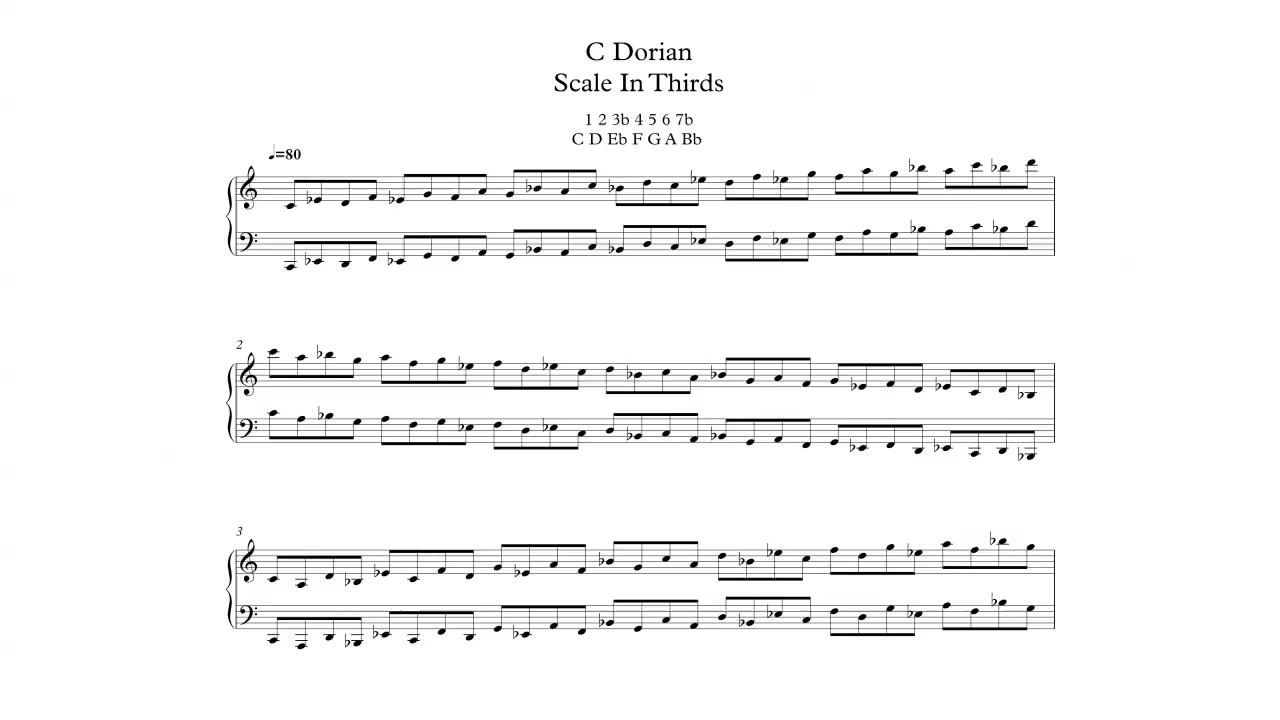 C Dorian
Scale In Thirds
1 2 3b 4 5 6 7b
C D Eb F G A Bb
♩=80
2
3